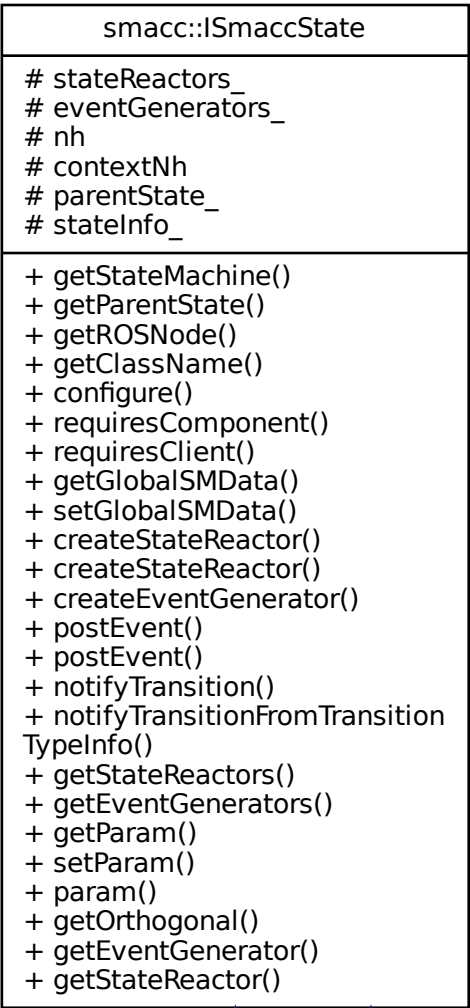 smacc::ISmaccState
# stateReactors_
# eventGenerators_
# nh
# contextNh
# parentState_
# stateInfo_
+ getStateMachine()
+ getParentState()
+ getROSNode()
+ getClassName()
+ configure()
+ requiresComponent()
+ requiresClient()
+ getGlobalSMData()
+ setGlobalSMData()
+ createStateReactor()
+ createStateReactor()
+ createEventGenerator()
+ postEvent()
+ postEvent()
+ notifyTransition()
+ notifyTransitionFromTransition
TypeInfo()
+ getStateReactors()
+ getEventGenerators()
+ getParam()
+ setParam()
+ param()
+ getOrthogonal()
+ getEventGenerator()
+ getStateReactor()